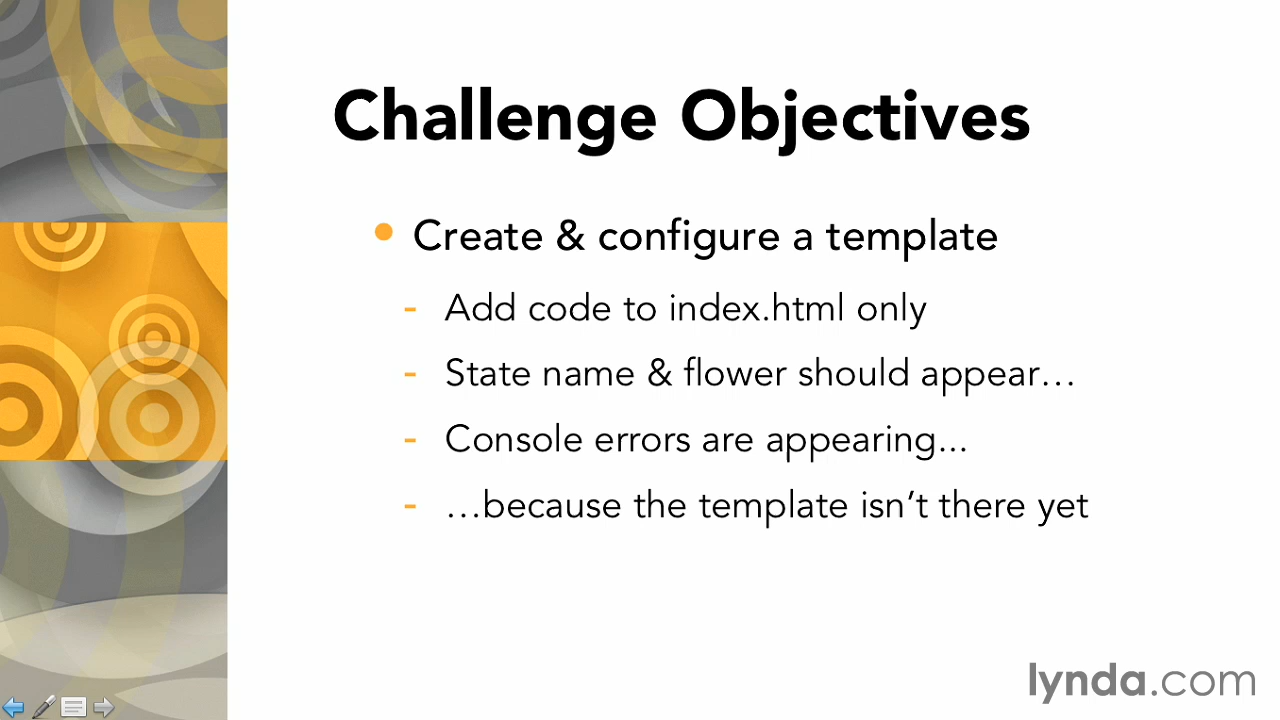 Challenge Objectives
• Create & configure a template
- Add code to index.html only
- State name & flower should appear…
- Console errors are appearing...
- …because the template isn’t there yet
lynda.com